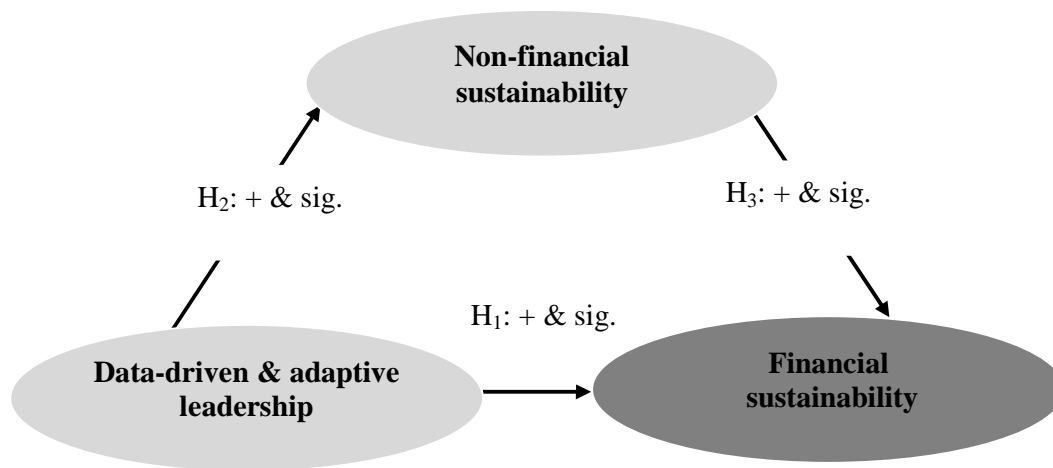 Non-financial
sustainability
H₂: + & sig.
H₃: + & sig.
H₁: + & sig.
Data-driven & adaptive
leadership
Financial
sustainability